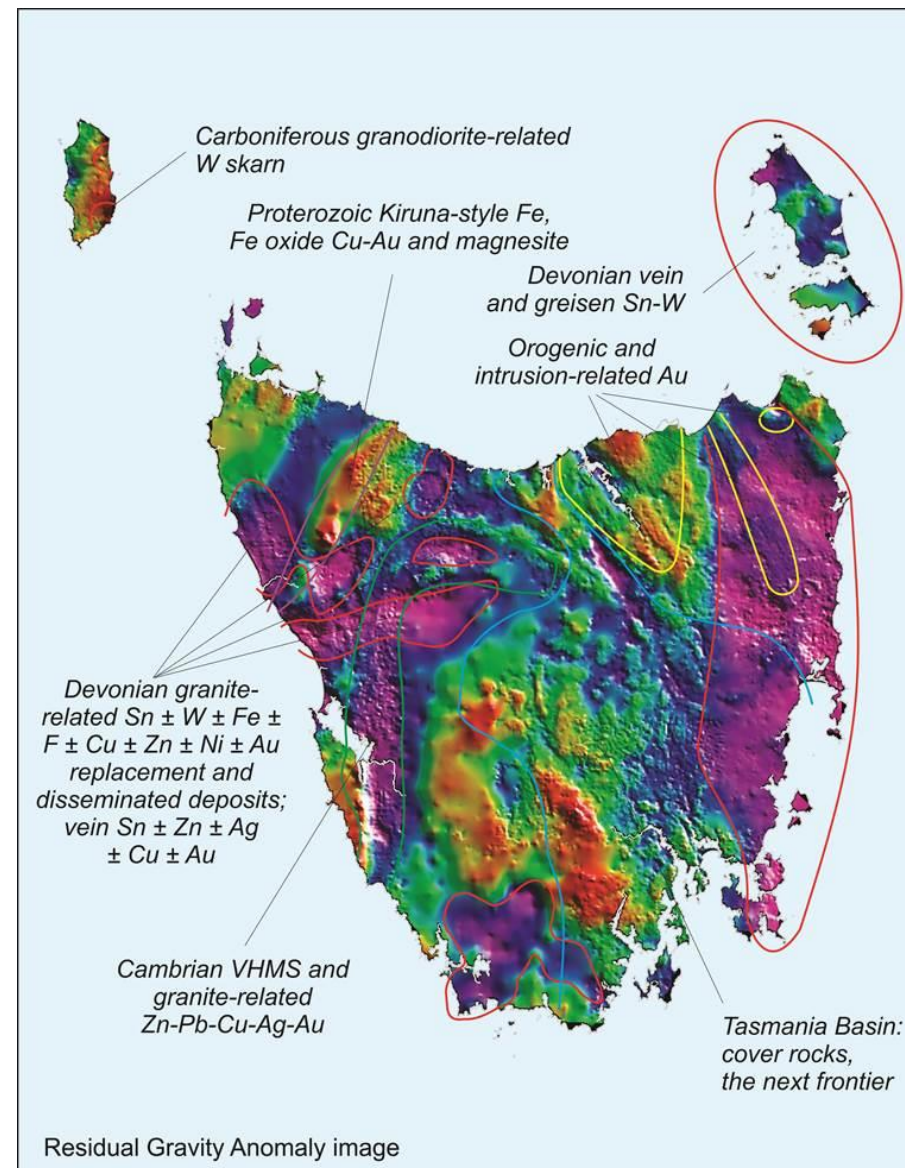 Carboniferous granodiorite-related
W skarn
Proterozoic Kiruna-style Fe,
Fe oxide Cu-Au and magnesite
Devonian vein
and greisen Sn-W
Orogenic and
intrusion-related Au
Devonian granite-
related Sn ± W ± Fe ±
F ± Cu ± Zn ± Ni ± Au
replacement and
disseminated deposits;
vein Sn ± Zn ± Ag
± Cu ± Au
Cambrian VHMS and
granite-related
Zn-Pb-Cu-Ag-Au
Tasmania Basin:
cover rocks,
the next frontier
Residual Gravity Anomaly image